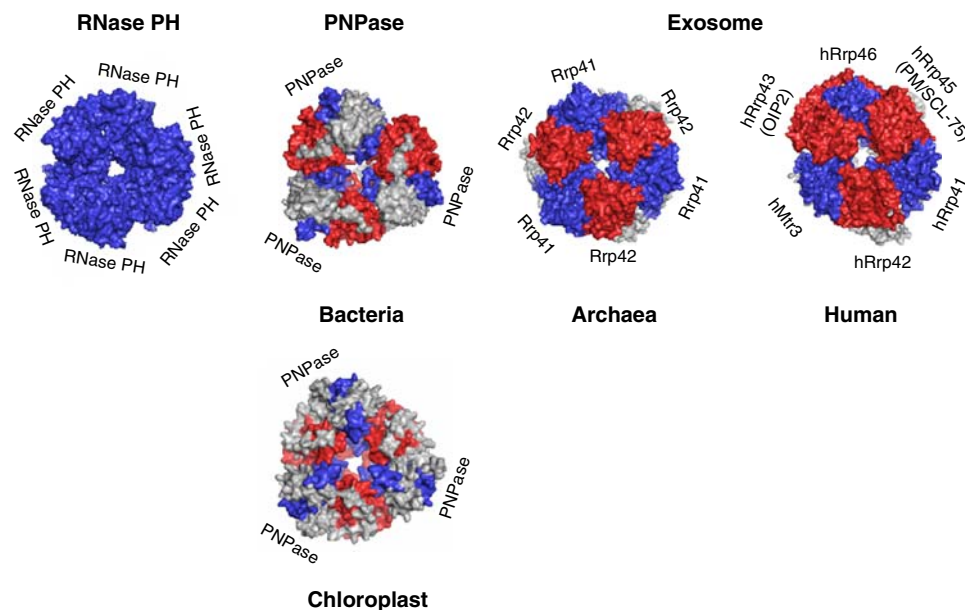 RNase PH
PNPase
Exosome
RNase PH
RNase PH
RNase PH
RNase PH
RNase PH
RNase PH
PNPase
PNPase
PNPase
Rrp41
Rrp42
Rrp42
Rrp41
Rrp41
Rrp42
hRrp46
hRrp43
(OIP2)
hRrp45
(PM/SCL-75)
hMtr3
hRrp41
hRrp42
Bacteria
Archaea
Human
PNPase
PNPase
PNPase
Chloroplast